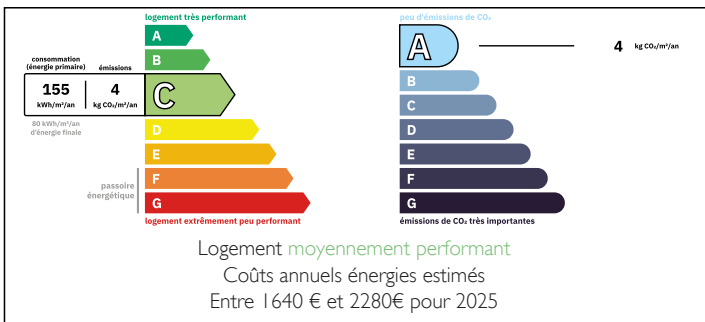 logement très performant
A
B
consommation
(énergie primaire)
émissions
155
kWh/m²/an
4
kg CO₂/m²/an
C
80 kWh/m²/an
d'énergie finale
D
E
F
G
passoire
énergétique
logement extrêmement peu performant
peu d'émissions de CO₂
A
4 kg CO₂/m²/an
B
C
D
E
F
G
émissions de CO₂ très importantes
Logement moyennement performant
Coûts annuels énergies estimés
Entre 1640 € et 2280€ pour 2025